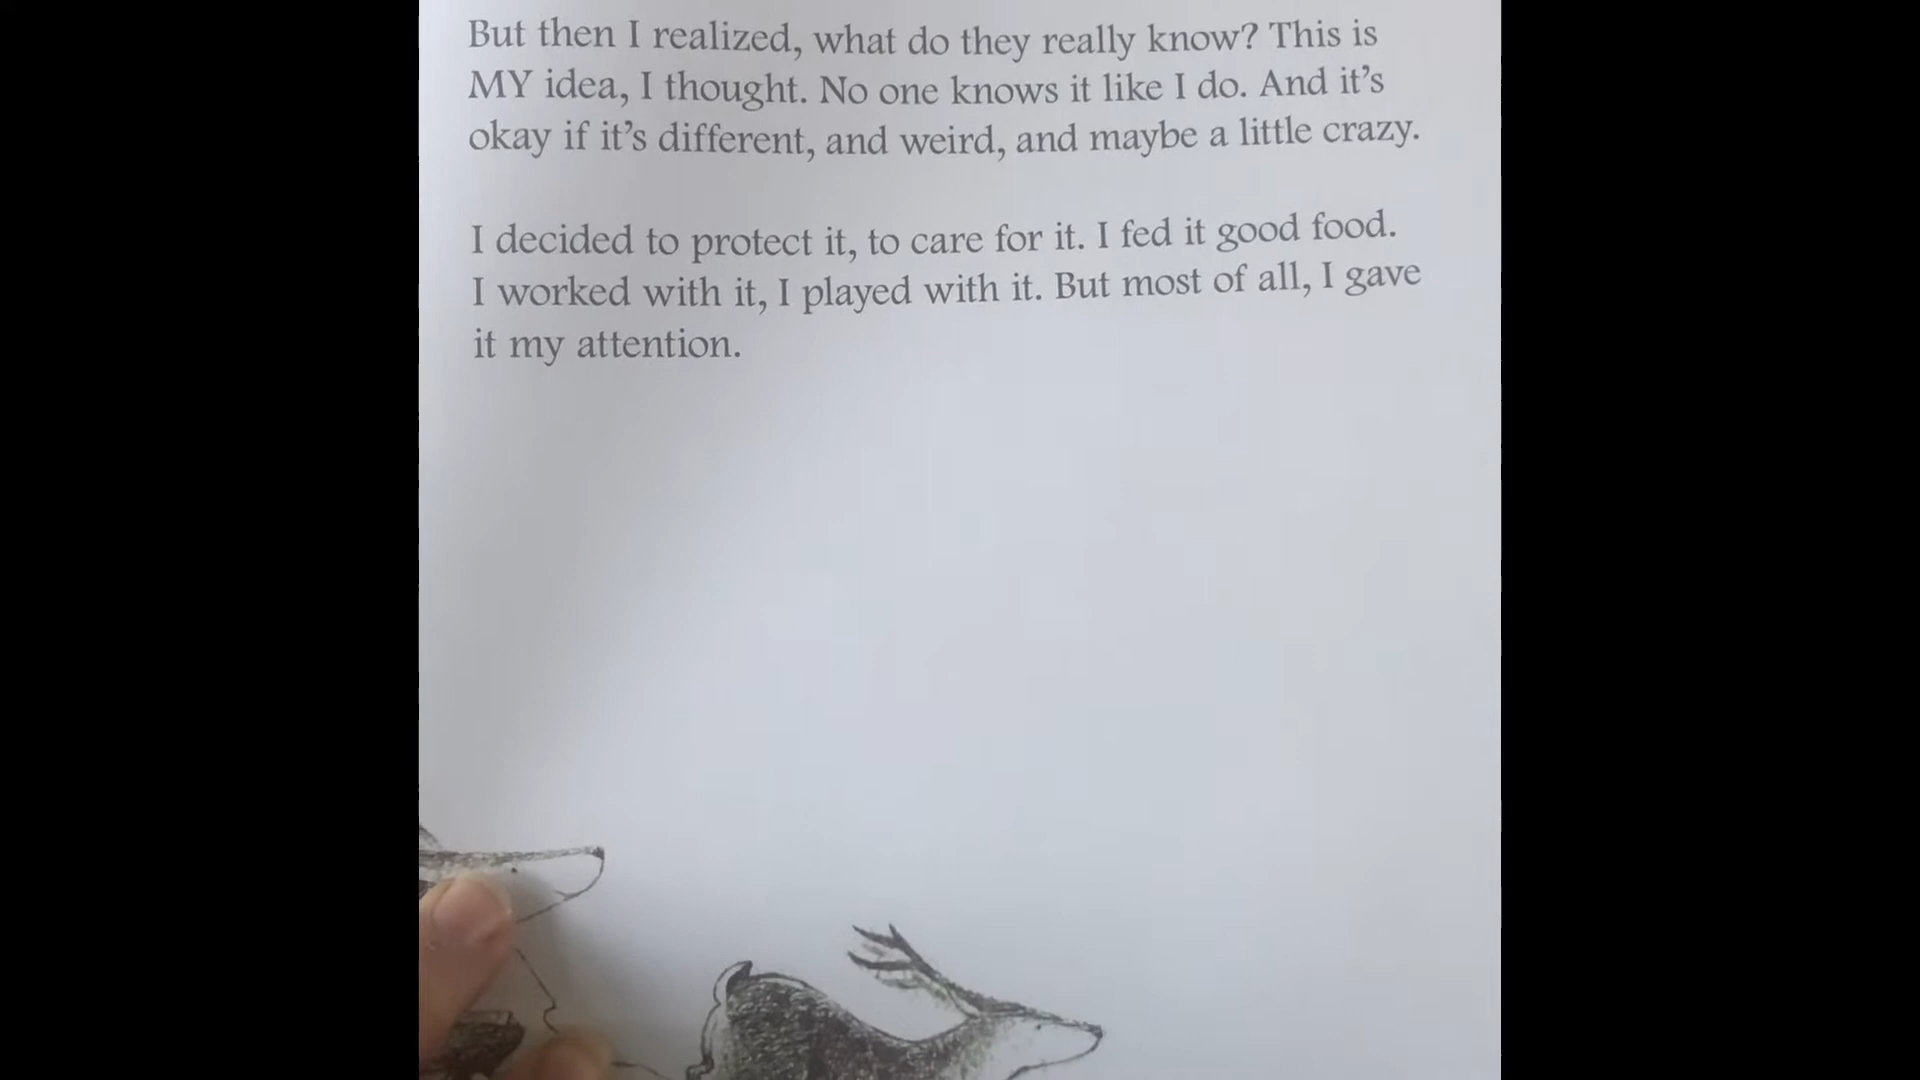 But then I realized, what do they really know? This is
MY idea, I thought. No one knows it like I do. And it's
okay if it's different, and weird, and maybe a little crazy.
I decided to protect it, to care for it. I fed it good food.
I worked with it, I played with it. But most of all, I gave
it my attention.